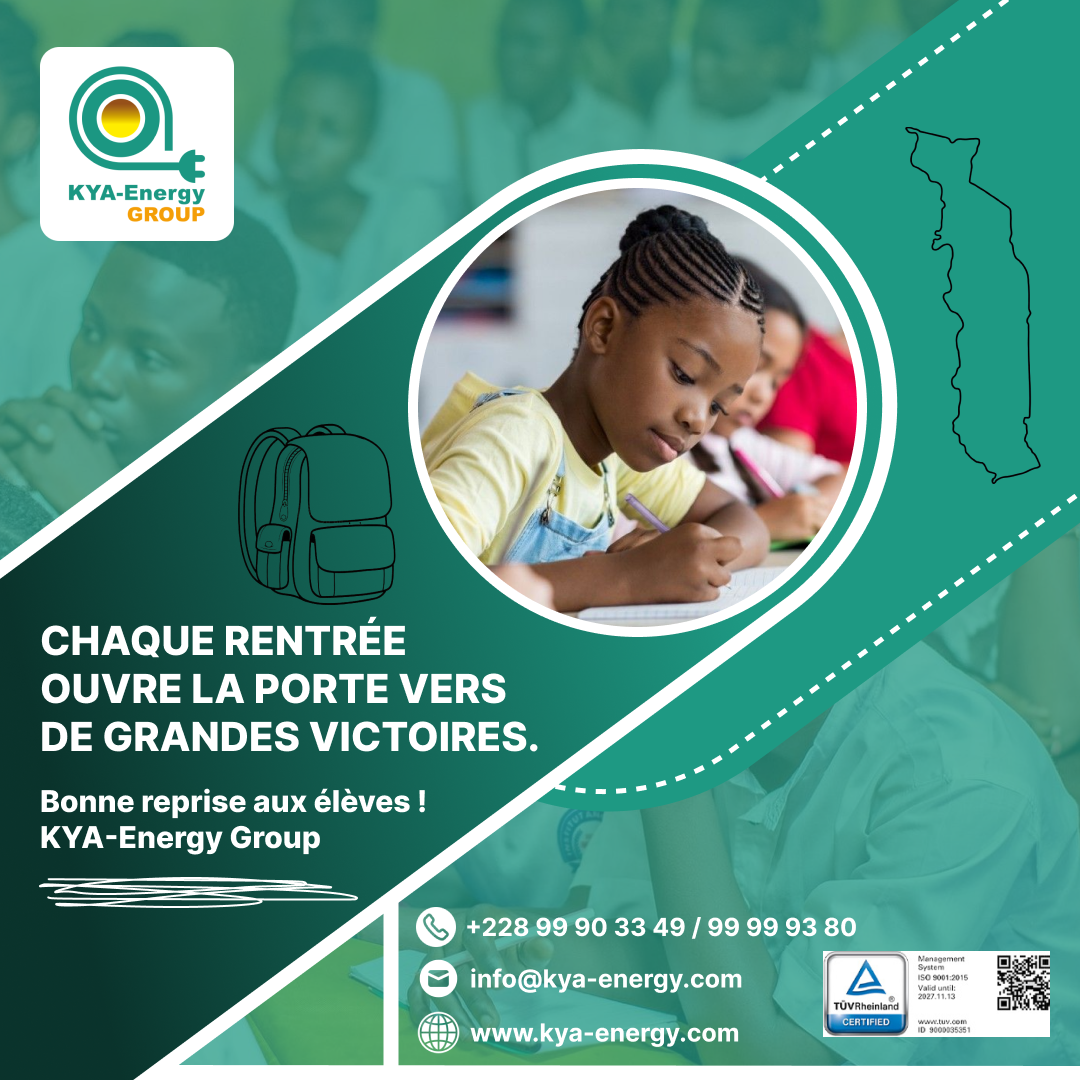 KYA-Energy
GROUP
CHAQUE RENTRÉE
OUVRE LA PORTE VERS
DE GRANDES VICTOIRES.
Bonne reprise aux élèves !
KYA-Energy Group
+228 99 90 33 49 / 99 99 93 80
info@kya-energy.com
www.kya-energy.com
TÜVRheinland®
CERTIFIED
Management
System
ISO 9001:2015
Valid until:
2027.11.13
www.tuv.com
ID 9000035351